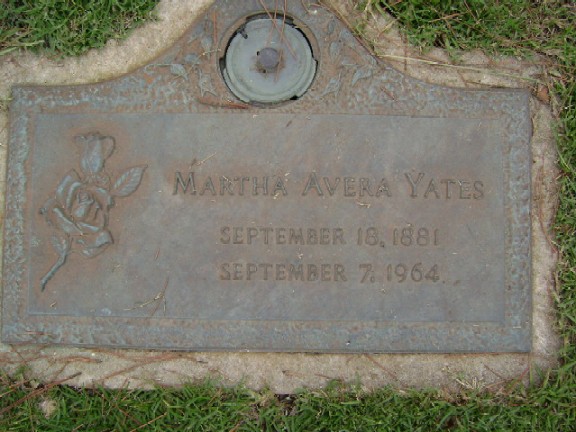 MARTHA AVERA YATES
SEPTEMBER 18, 1881
SEPTEMBER 7, 1964